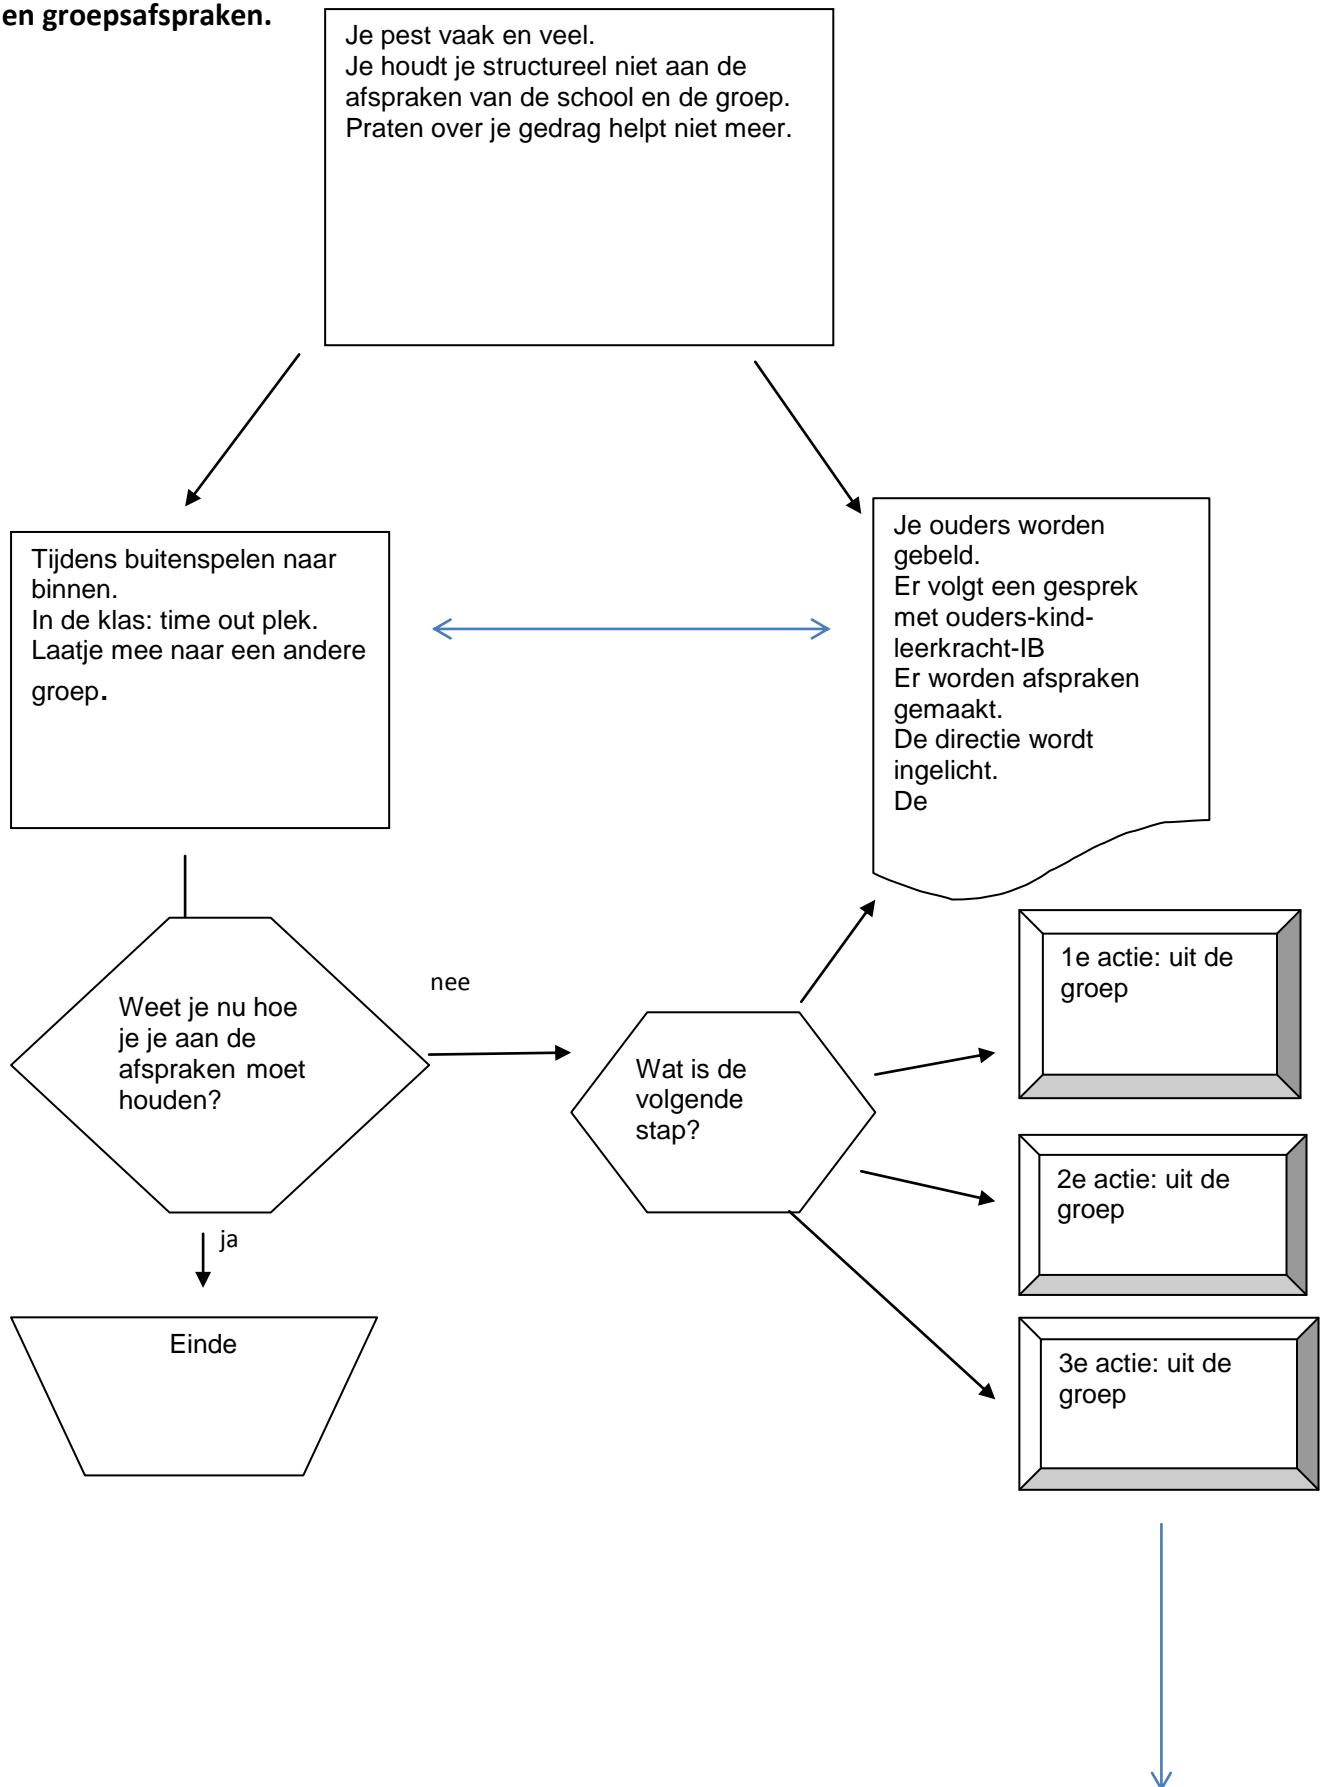 en groepsafspraken.
Je pest vaak en veel.
Je houdt je structureel niet aan de
afspraken van de school en de groep.
Praten over je gedrag helpt niet meer.
Tijdens buitenspelen naar
binnen.
In de klas: time out plek.
Laatje mee naar een andere
groep.
Je ouders worden
gebeld.
Er volgt een gesprek
met ouders-kind-
leerkracht-IB
Er worden afspraken
gemaakt.
De directie wordt
ingelicht.
De
Weet je nu hoe
je je aan de
afspraken moet
houden?
nee
Wat is de
volgende
stap?
1e actie: uit de
groep
2e actie: uit de
groep
3e actie: uit de
groep
ja
Einde